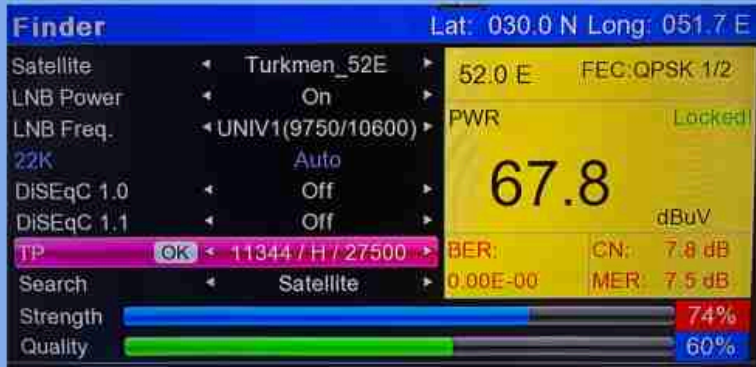 Finder Lat: 030.0 N Long: 051.7 E
Satellite Turkmen_52E
LNB Power On
LNB Freq. UNIV1(9750/10600)
22K Auto
DiSEqC 1.0 Off
DiSEqC 1.1 Off
TP OK 11344 / H / 27500
Search Satellite
52.0 E FEC:QPSK 1/2
PWR Locked!
67.8
dBuV
BER: CN: 7.8 dB
0.00E-00 MER: 7.5 dB
Strength 74%
Quality 60%